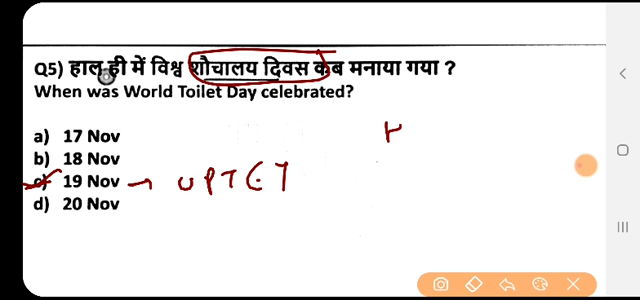 Q5) हाल ही में विश्व शौचालय दिवस कब मनाया गया ?
When was World Toilet Day celebrated?
a) 17 Nov
b) 18 Nov
c) 19 Nov → UPTET
d) 20 Nov